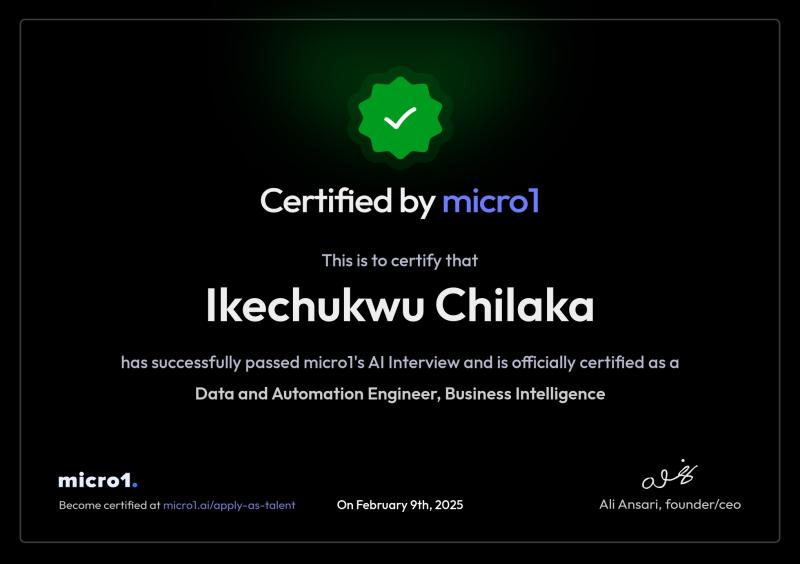 Certified by micro1
This is to certify that
Ikechukwu Chilaka
has successfully passed micro1's AI Interview and is officially certified as a
Data and Automation Engineer, Business Intelligence
micro1.
Become certified at micro1.ai/apply-as-talent
On February 9th, 2025
Ali Ansari, founder/ceo